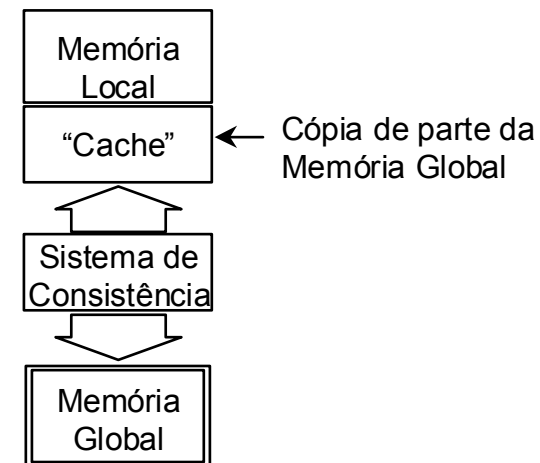 Memória
Local
“Cache”
Cópia de parte da
Memória Global
Sistema de
Consistência
Memória
Global